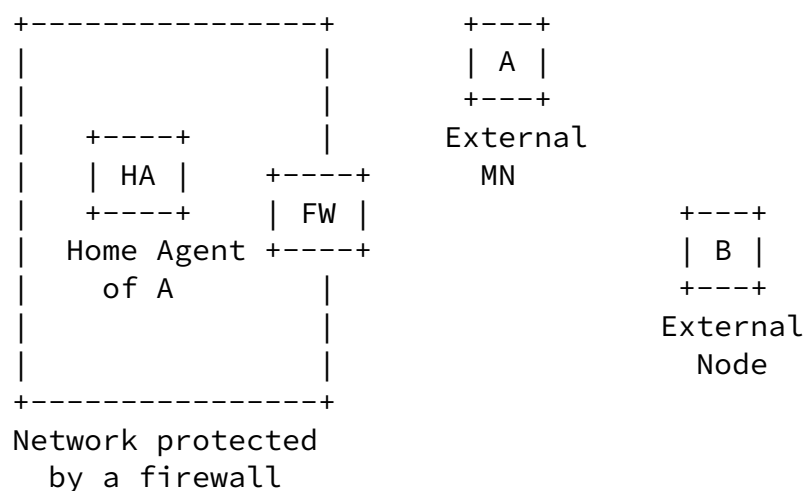 +----------------+       +---+
|                |       | A |
|                |       +---+
|   +----+       |      External
|   | HA |    +----+      MN
|   +----+    | FW |                +---+
|  Home Agent +----+                | B |
|    of A        |                  +---+
|                |                 External
|                |                   Node
+----------------+
Network protected
by a firewall